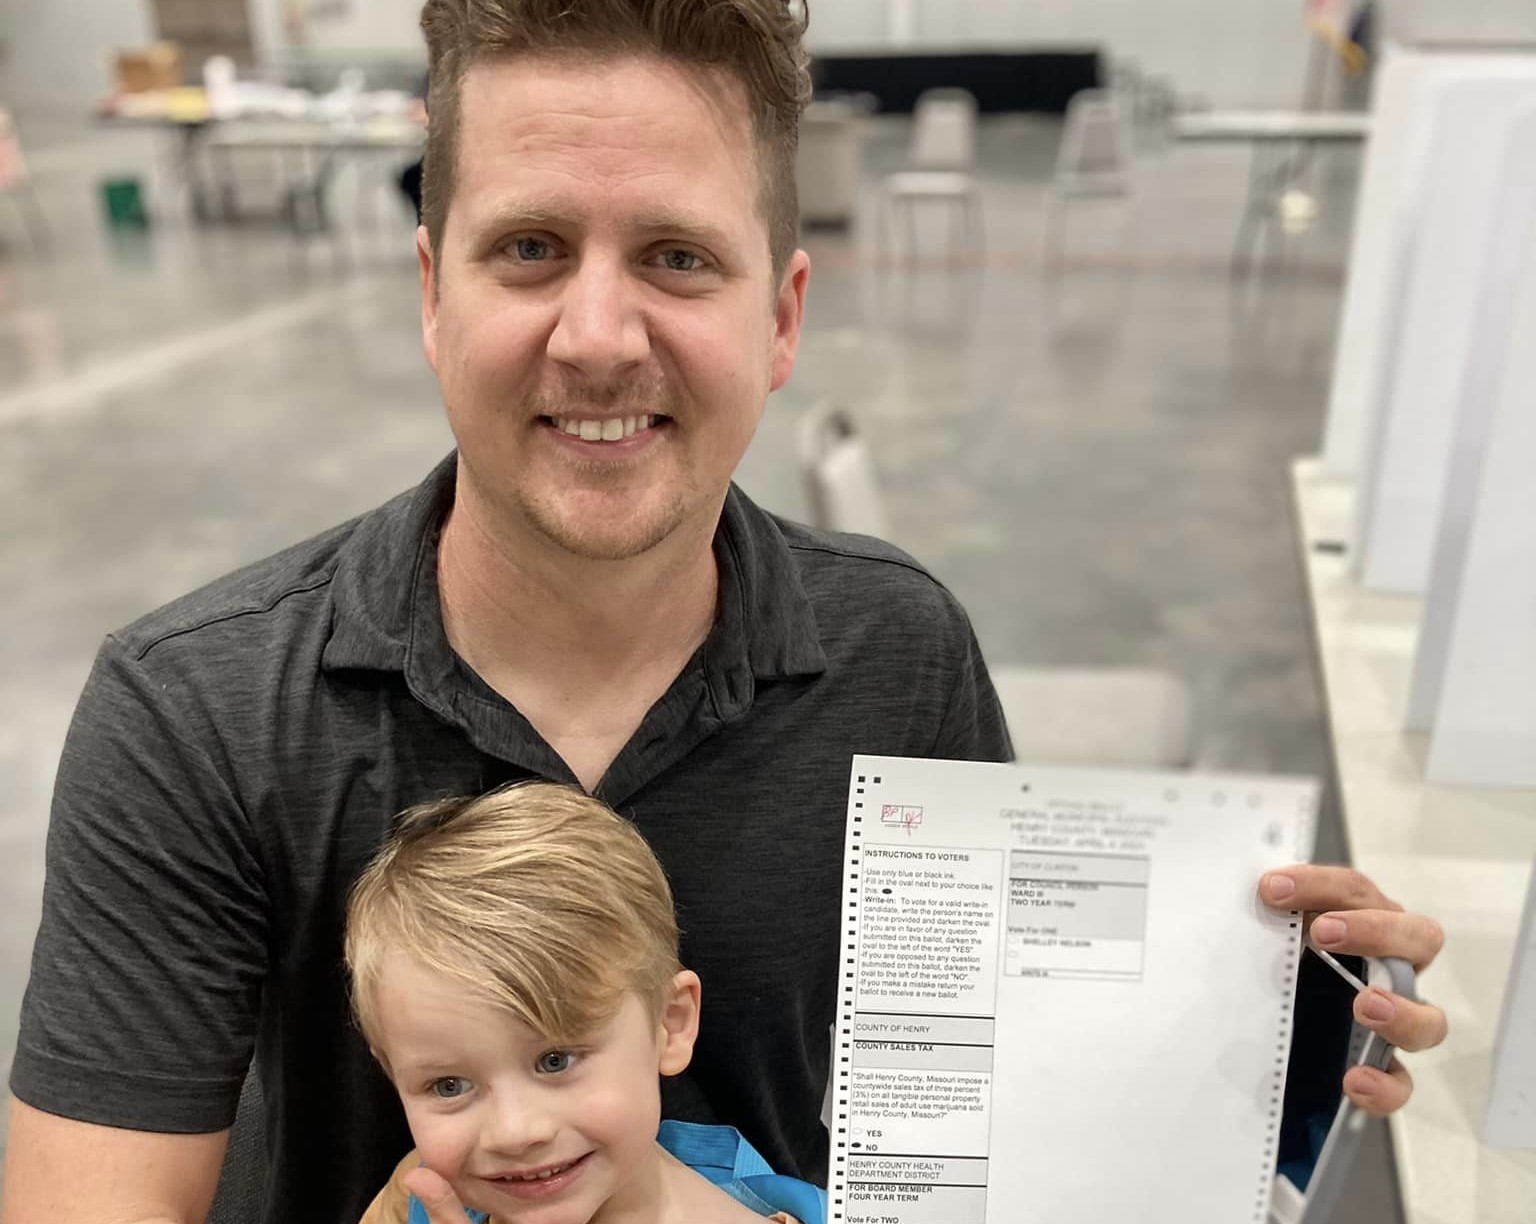 GENERAL MUNICIPAL ELECTION
HENRY COUNTY, MISSOURI
INSTRUCTIONS TO VOTERS
-Use only blue or black ink.
-Fill in the oval next to your choice like
this:
-Write-in: To vote for a valid write-in
candidate, write the person's name on
the line provided and darken the oval.
-If you are in favor of any question
submitted on this ballot, darken the
oval to the left of the word "YES"
-If you are opposed to any question
submitted on this ballot, darken the
oval to the left of the word "NO".
-If you make a mistake return your
ballot to receive a new ballot.
COUNTY OF HENRY
COUNTY SALES TAX
"Shall Henry County, Missouri impose a
countywide sales tax of three percent
(3%) on all tangible personal property
retail sales of adult use marijuana sold
in Henry County, Missouri?"
YES
NO
HENRY COUNTY HEALTH
DEPARTMENT DISTRICT
FOR BOARD MEMBER
FOUR YEAR TERM
Vote For TWO
CITY OF CLINTON
FOR COUNCIL PERSON
WARD III
TWO YEAR TERM
Vote For ONE
SHELLEY NELSON
WRITE IN